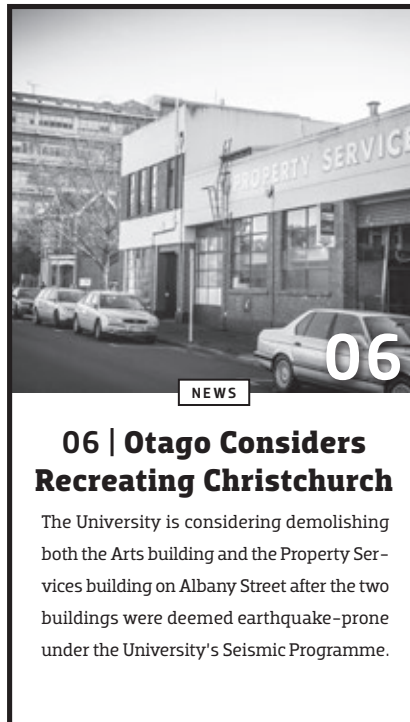 PROPERTY SERVICE
06
NEWS
06 | Otago Considers
Recreating Christchurch
The University is considering demolishing
both the Arts building and the Property Ser-
vices building on Albany Street after the two
buildings were deemed earthquake-prone
under the University's Seismic Programme.